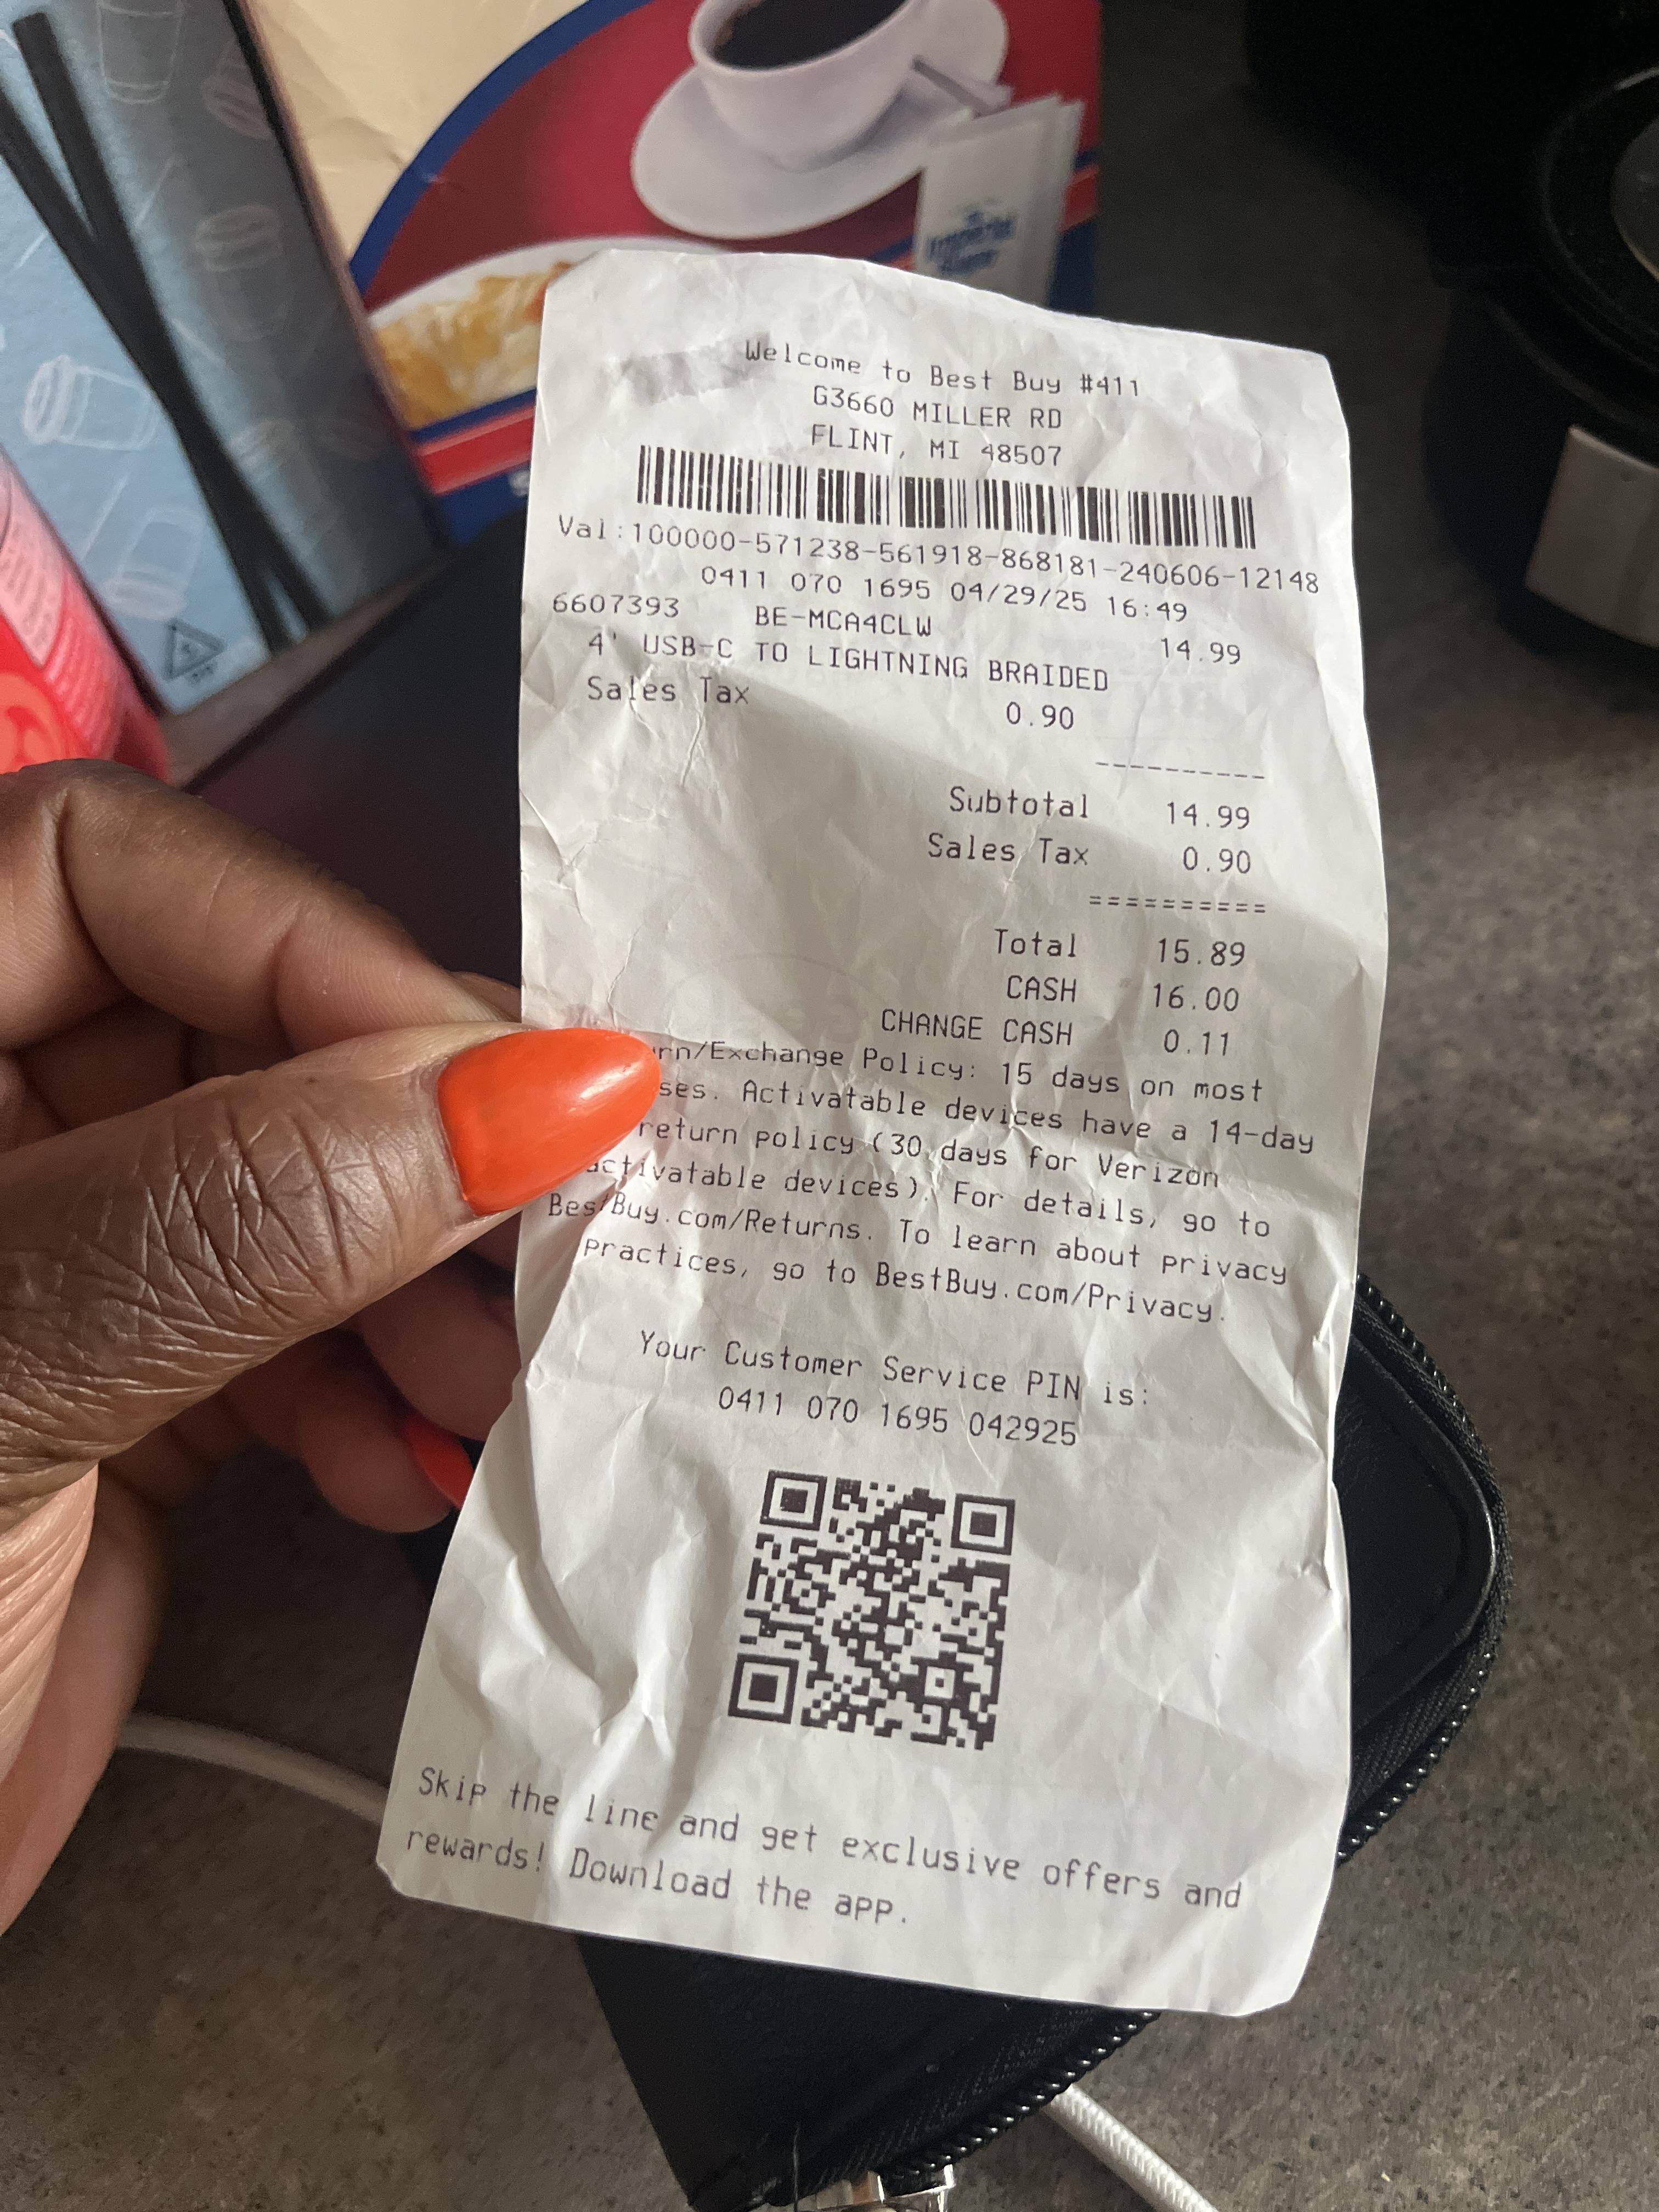 Welcome to Best Buy #411
G3660 MILLER RD
FLINT, MI 48507
Val:100000-571238-561918-868181-240606-12148
0411 070 1695 04/29/25 16:49
6607393 BE-MCA4CLW 14.99
4' USB-C TO LIGHTNING BRAIDED
Sales Tax 0.90
----------
Subtotal 14.99
Sales Tax 0.90
==========
Total 15.89
CASH 16.00
CHANGE CASH 0.11
rn/Exchange Policy: 15 days on most
ses. Activatable devices have a 14-day
return policy (30 days for Verizon
activatable devices). For details, go to
BestBuy.com/Returns. To learn about privacy
practices, go to BestBuy.com/Privacy.
Your Customer Service PIN is:
0411 070 1695 042925
Skip the line and get exclusive offers and
rewards! Download the app.